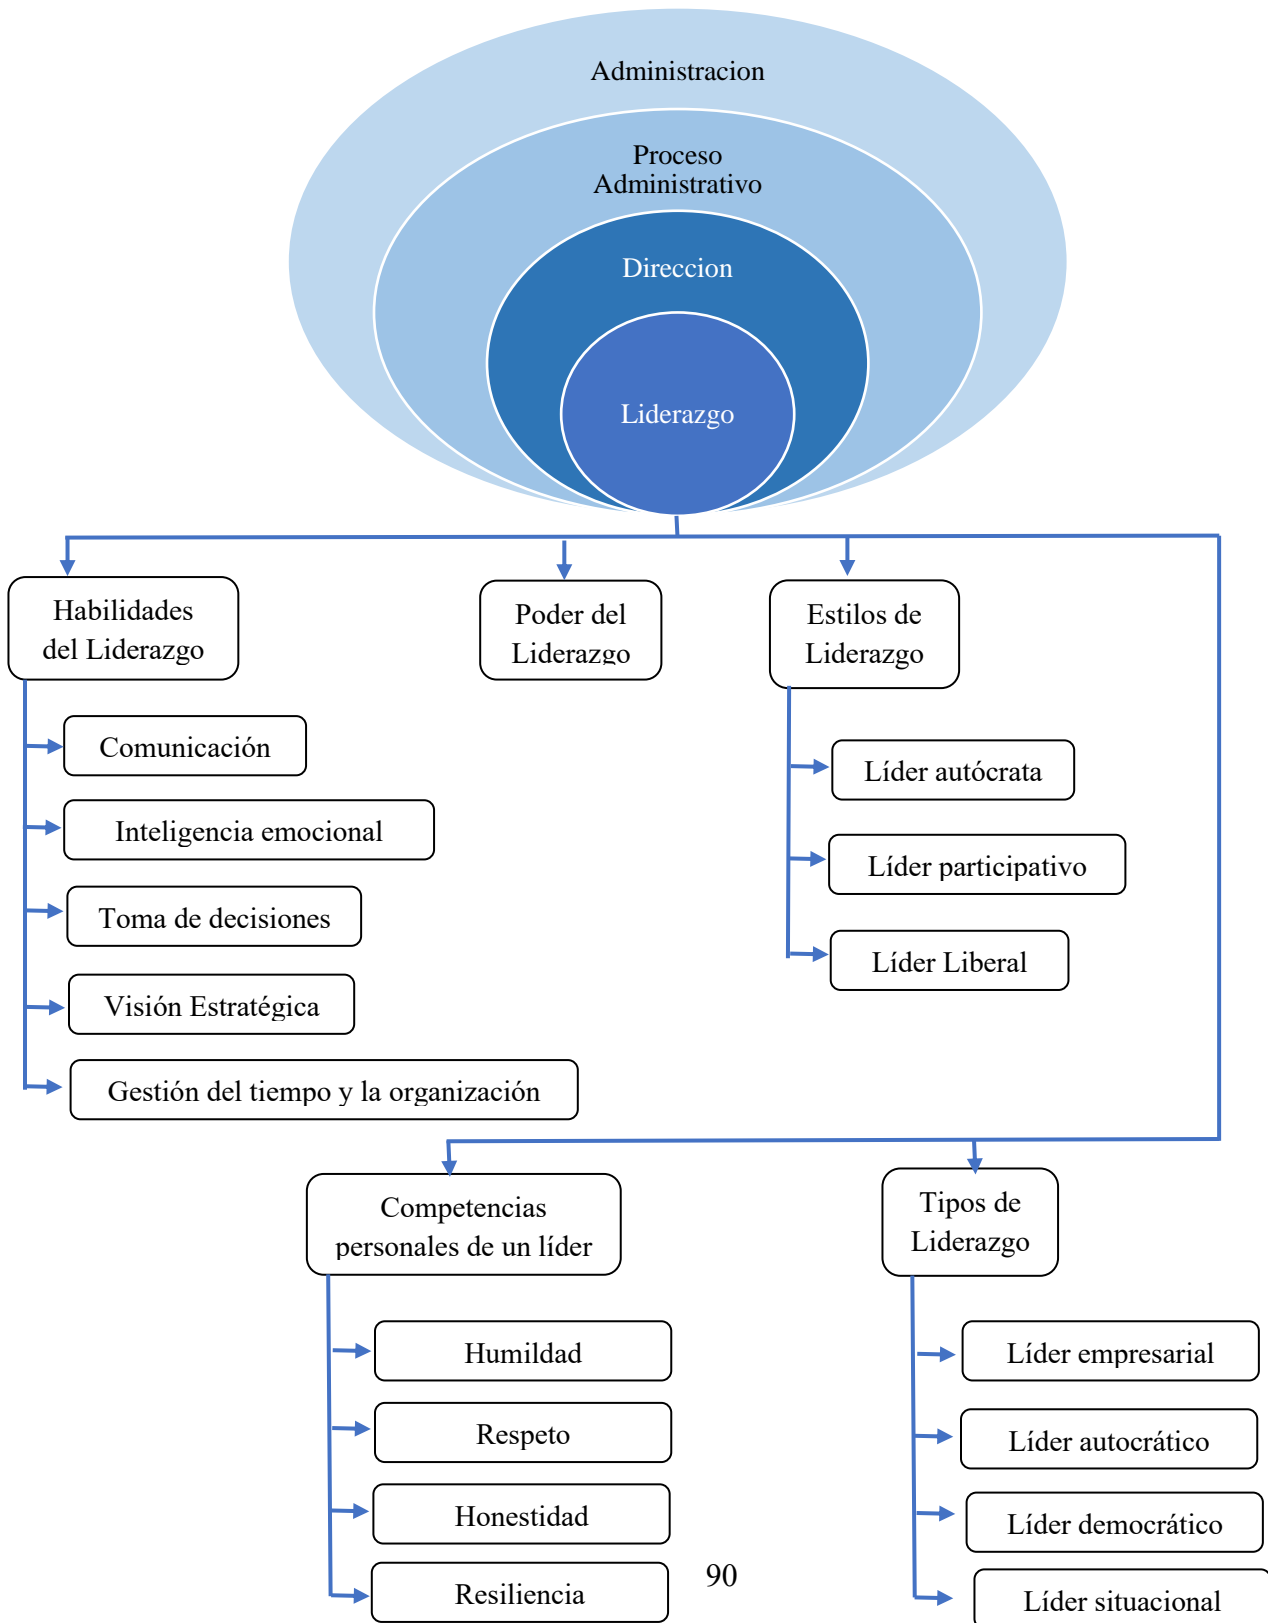 Administracion
Proceso
Administrativo
Direccion
Liderazgo
Habilidades
del Liderazgo
Poder del
Liderazgo
Estilos de
Liderazgo
Comunicación
Inteligencia emocional
Toma de decisiones
Visión Estratégica
Gestión del tiempo y la organización
Líder autócrata
Líder participativo
Líder Liberal
Competencias
personales de un líder
Tipos de
Liderazgo
Humildad
Respeto
Honestidad
Resiliencia
Líder empresarial
Líder autocrático
Líder democrático
Líder situacional
90